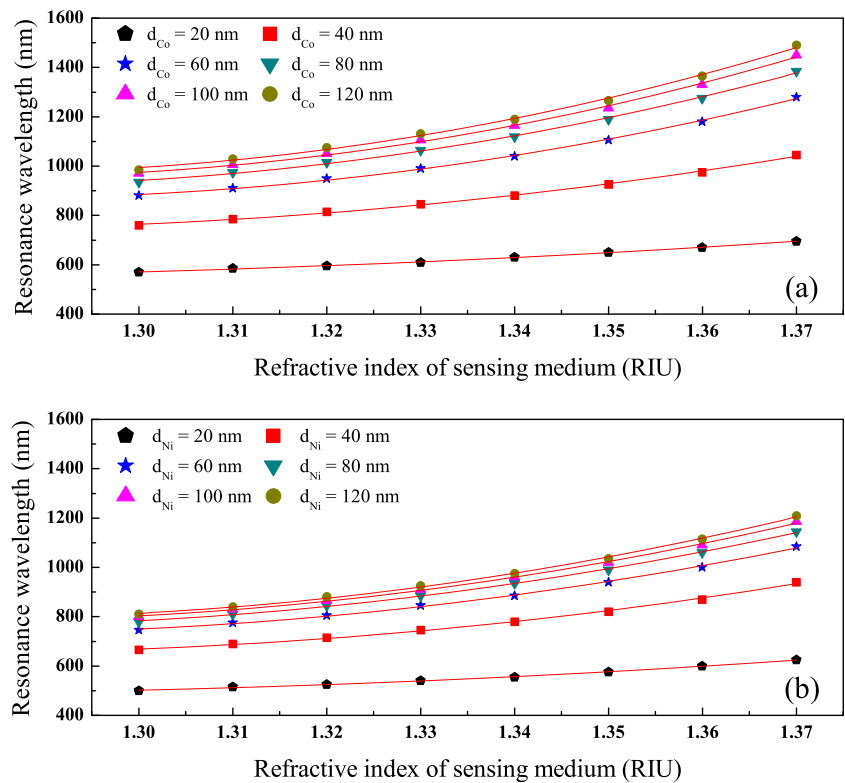 1600
1400
1200
1000
800
600
400
Resonance wavelength (nm)
d_Co = 20 nm d_Co = 40 nm
d_Co = 60 nm d_Co = 80 nm
d_Co = 100 nm d_Co = 120 nm
(a)
1.30 1.31 1.32 1.33 1.34 1.35 1.36 1.37
Refractive index of sensing medium (RIU)
1600
1400
1200
1000
800
600
400
Resonance wavelength (nm)
d_Ni = 20 nm d_Ni = 40 nm
d_Ni = 60 nm d_Ni = 80 nm
d_Ni = 100 nm d_Ni = 120 nm
(b)
1.30 1.31 1.32 1.33 1.34 1.35 1.36 1.37
Refractive index of sensing medium (RIU)